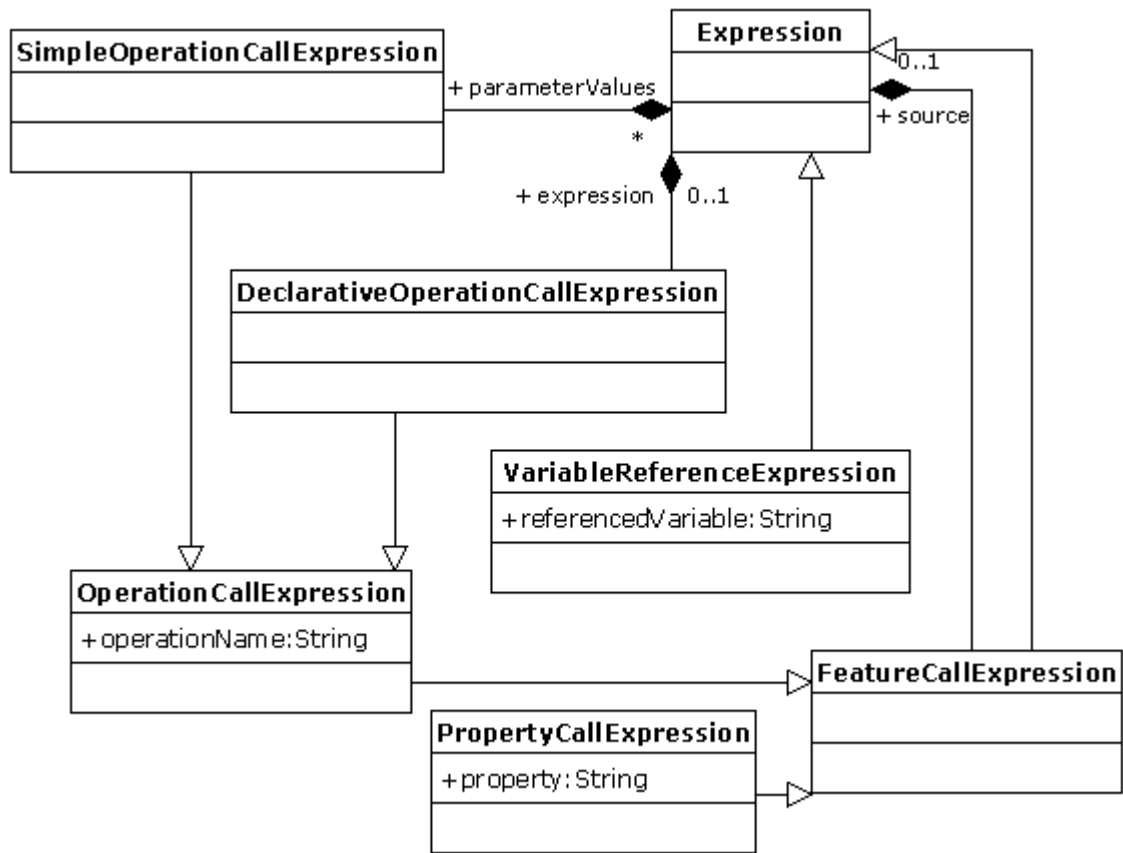 Expression
SimpleOperationCallExpression
0..1
+ parameterValues
+ source
*
+ expression
0..1
DeclarativeOperationCallExpression
VariableReferenceExpression
+referencedVariable:String
OperationCallExpression
+operationName:String
FeatureCallExpression
PropertyCallExpression
+property:String